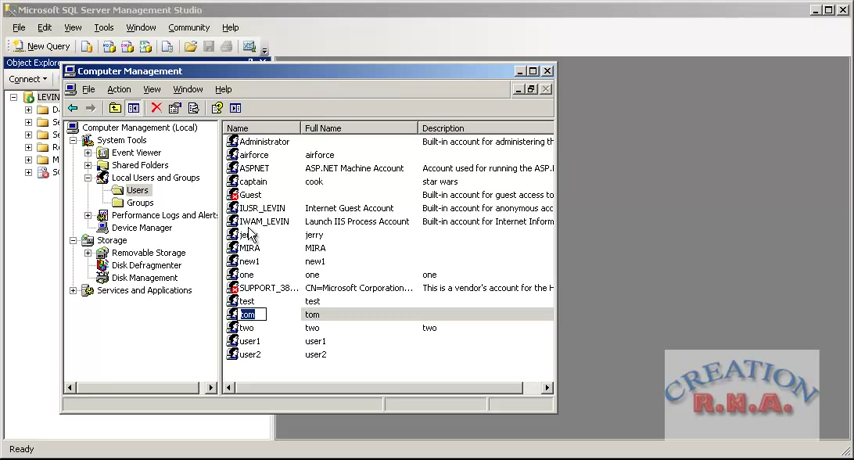 Microsoft SQL Server Management Studio
File Edit View Tools Window Community Help
New Query
Connect
LEVIN
Computer Management
File Action View Window Help
Computer Management (Local)
System Tools
Event Viewer
Shared Folders
Local Users and Groups
Users
Groups
Performance Logs and Alert:
Device Manager
Storage
Removable Storage
Disk Defragmenter
Disk Management
Services and Applications
Name Full Name Description
Administrator Built-in account for administering th
airforce airforce
ASPNET ASP.NET Machine Account Account used for running the ASP.
captain cook star wars
Guest Built-in account for guest access to
IUSR_LEVIN Internet Guest Account Built-in account for anonymous acc
IWAM_LEVIN Launch IIS Process Account Built-in account for Internet Inform
jerry jerry
MIRA MIRA
new1 new1
one one one
SUPPORT_38... CN=Microsoft Corporation... This is a vendor's account for the H
test test
tom tom
two two two
user1 user1
user2 user2
CREATION
R.N.A.
Ready